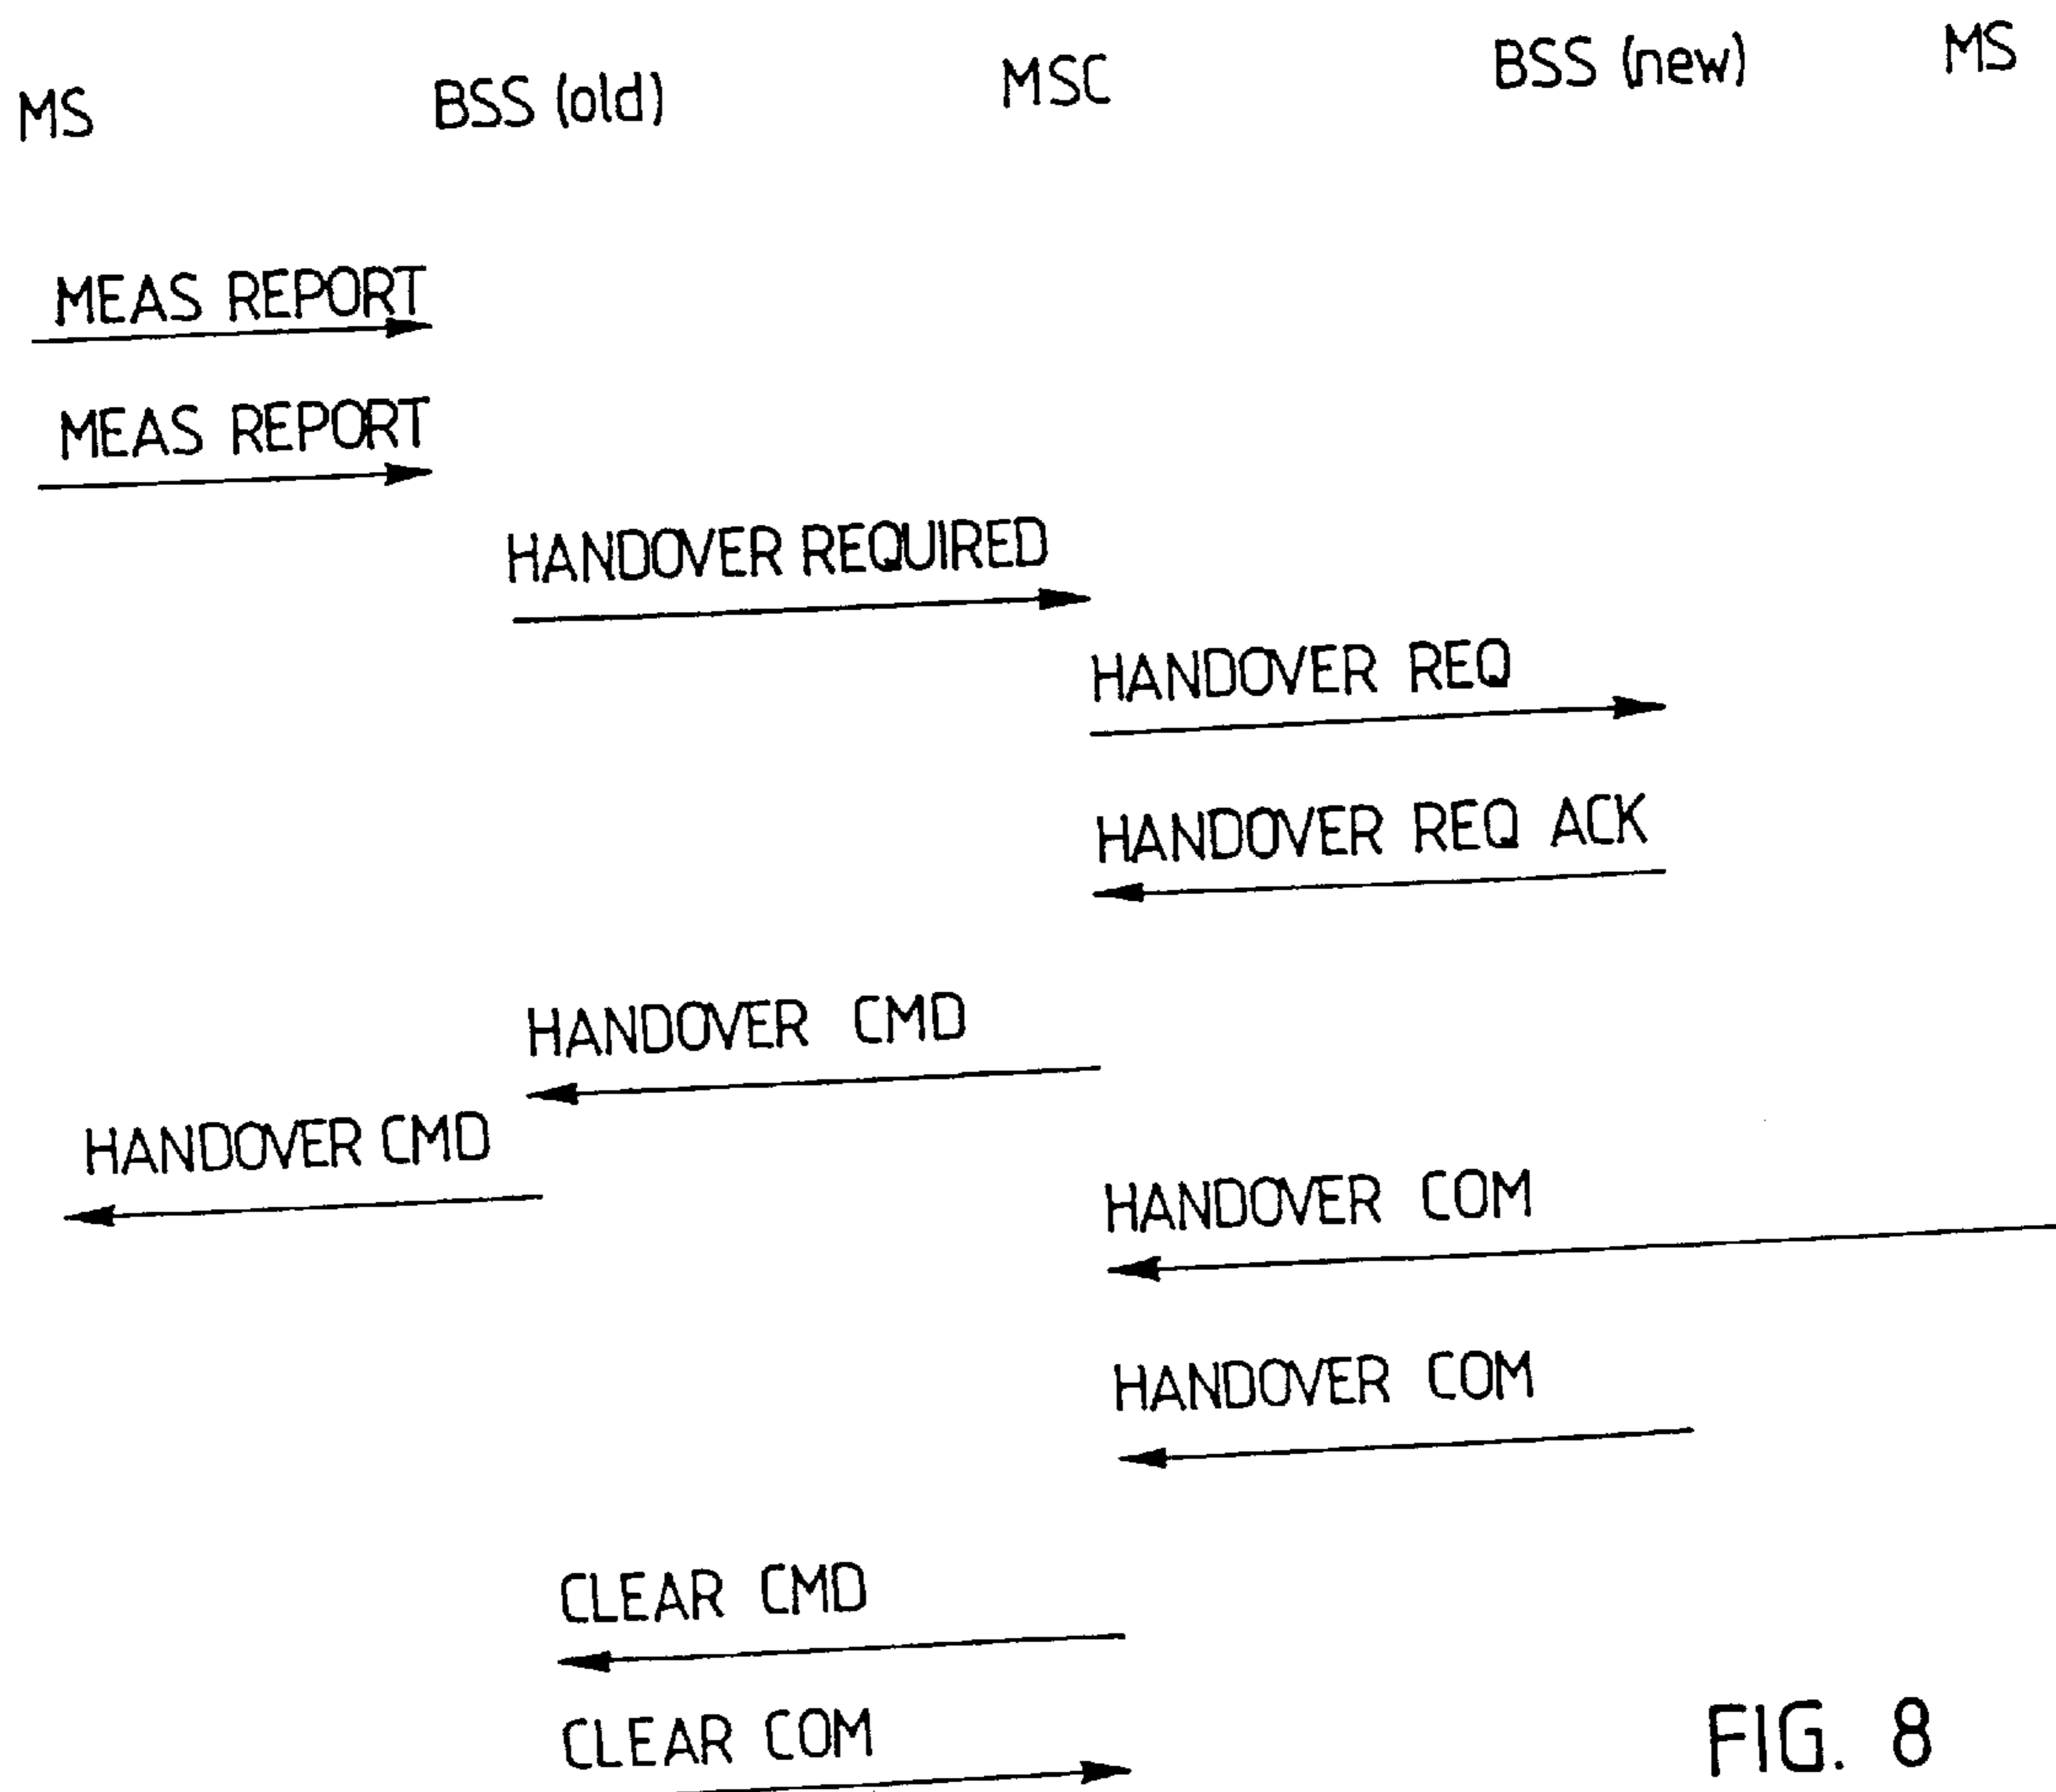 MS BSS (old) MSC BSS (new) MS
MEAS REPORT
MEAS REPORT
HANDOVER REQUIRED
HANDOVER REQ
HANDOVER REQ ACK
HANDOVER CMD
HANDOVER CMD
HANDOVER COM
HANDOVER COM
CLEAR CMD
CLEAR COM
FIG. 8